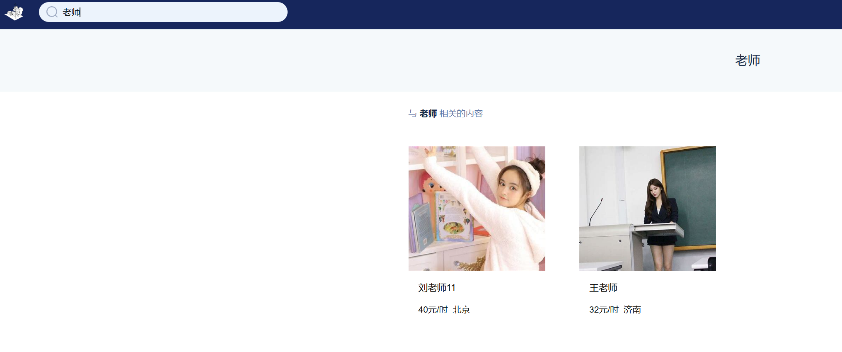 老师
老师
与 老师 相关的内容
刘老师11
王老师
40元/时 北京
32元/时 济南